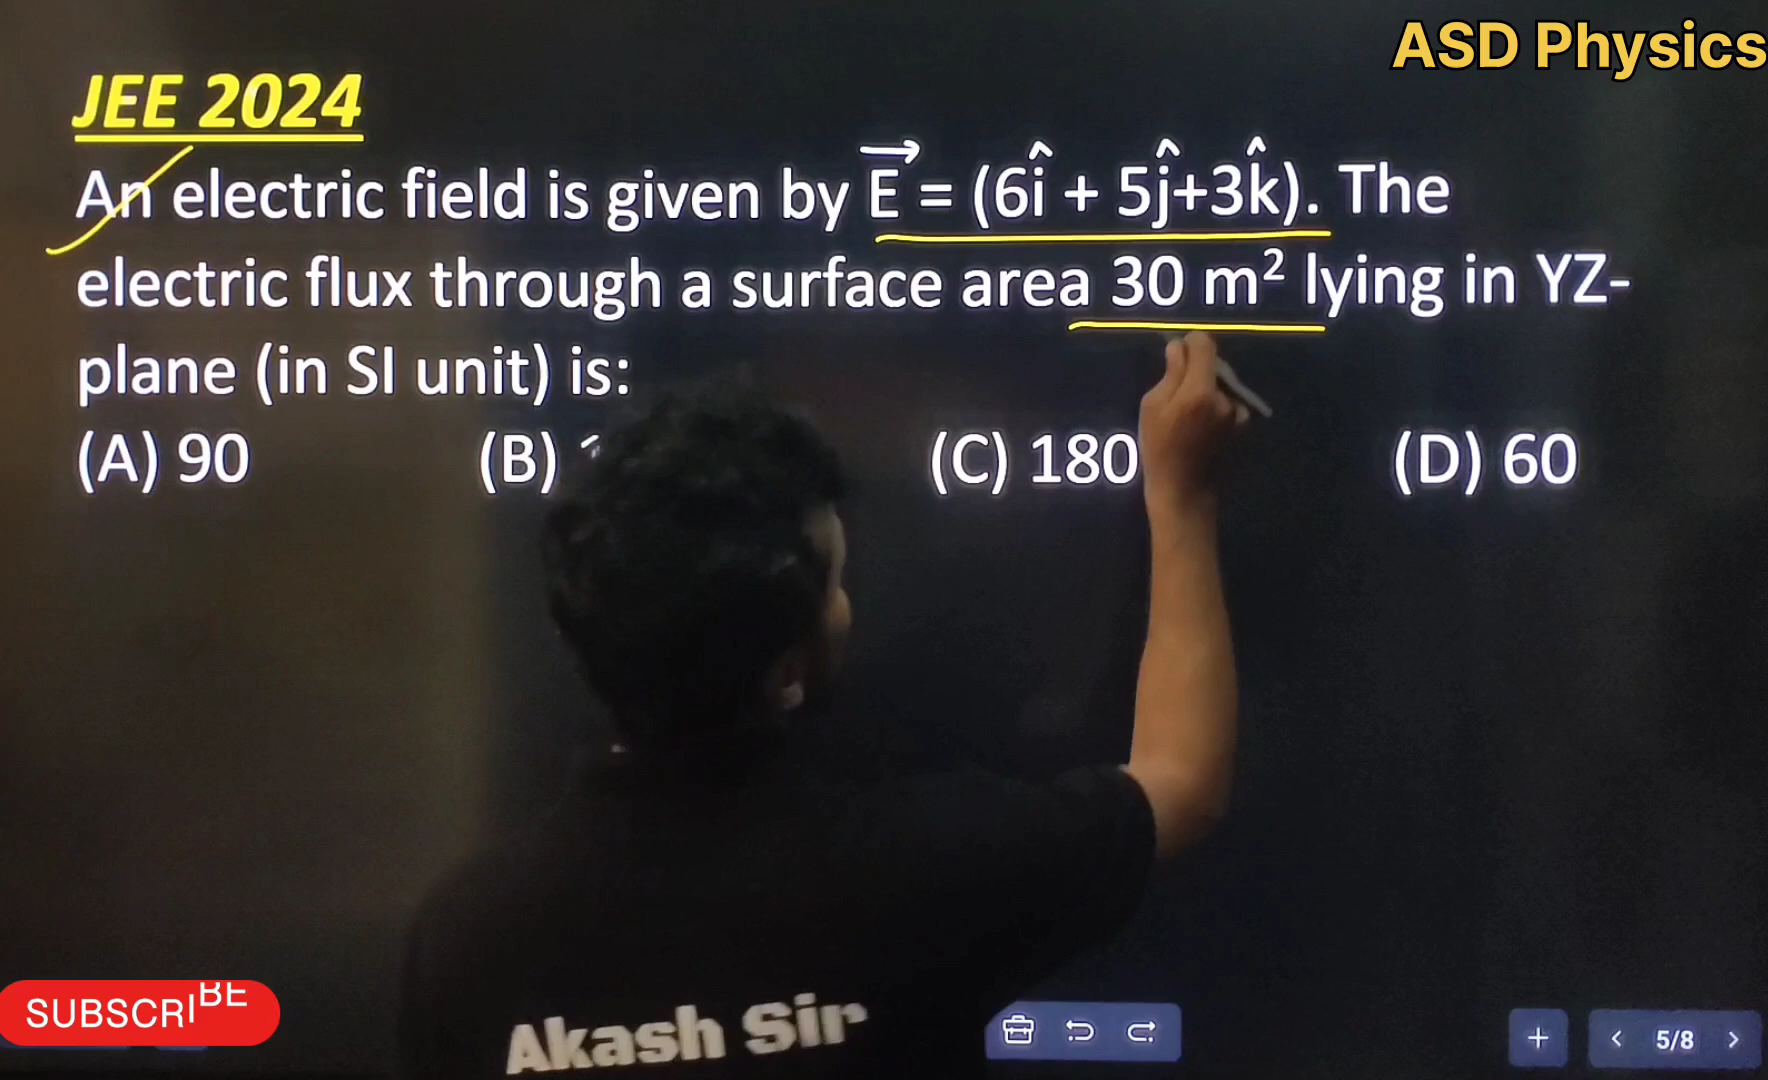 ASD Physics
JEE 2024
An electric field is given by E⃗ = (6î + 5ĵ+3k̂). The
electric flux through a surface area 30 m² lying in YZ-
plane (in SI unit) is:
(A) 90 (B) (C) 180 (D) 60
SUBSCRIBE
Akash Sir
+ < 5/8 >